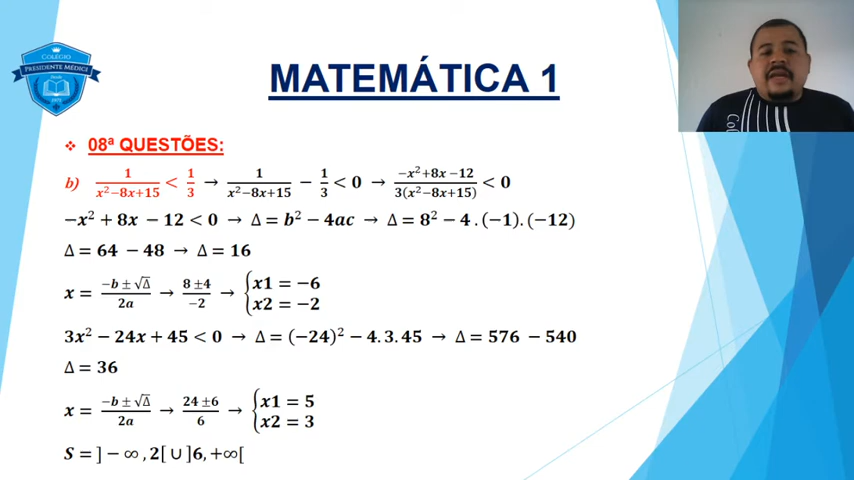 COLÉGIO
PRESIDENTE MÉDICI
MATEMÁTICA 1
❖ 08ª QUESTÕES:
b) 1/(x²−8x+15) < 1/3 → 1/(x²−8x+15) − 1/3 < 0 → (−x²+8x−12)/(3(x²−8x+15)) < 0
−x² + 8x − 12 < 0 → Δ = b² − 4ac → Δ = 8² − 4 . (−1) . (−12)
Δ = 64 − 48 → Δ = 16
x = (−b ± √Δ)/2a → (8 ±4)/−2 → {x1 = −6
x2 = −2
3x² − 24x + 45 < 0 → Δ = (−24)² − 4.3.45 → Δ = 576 − 540
Δ = 36
x = (−b ± √Δ)/2a → (24 ±6)/6 → {x1 = 5
x2 = 3
S = ] − ∞ , 2[ ∪ ]6, +∞[